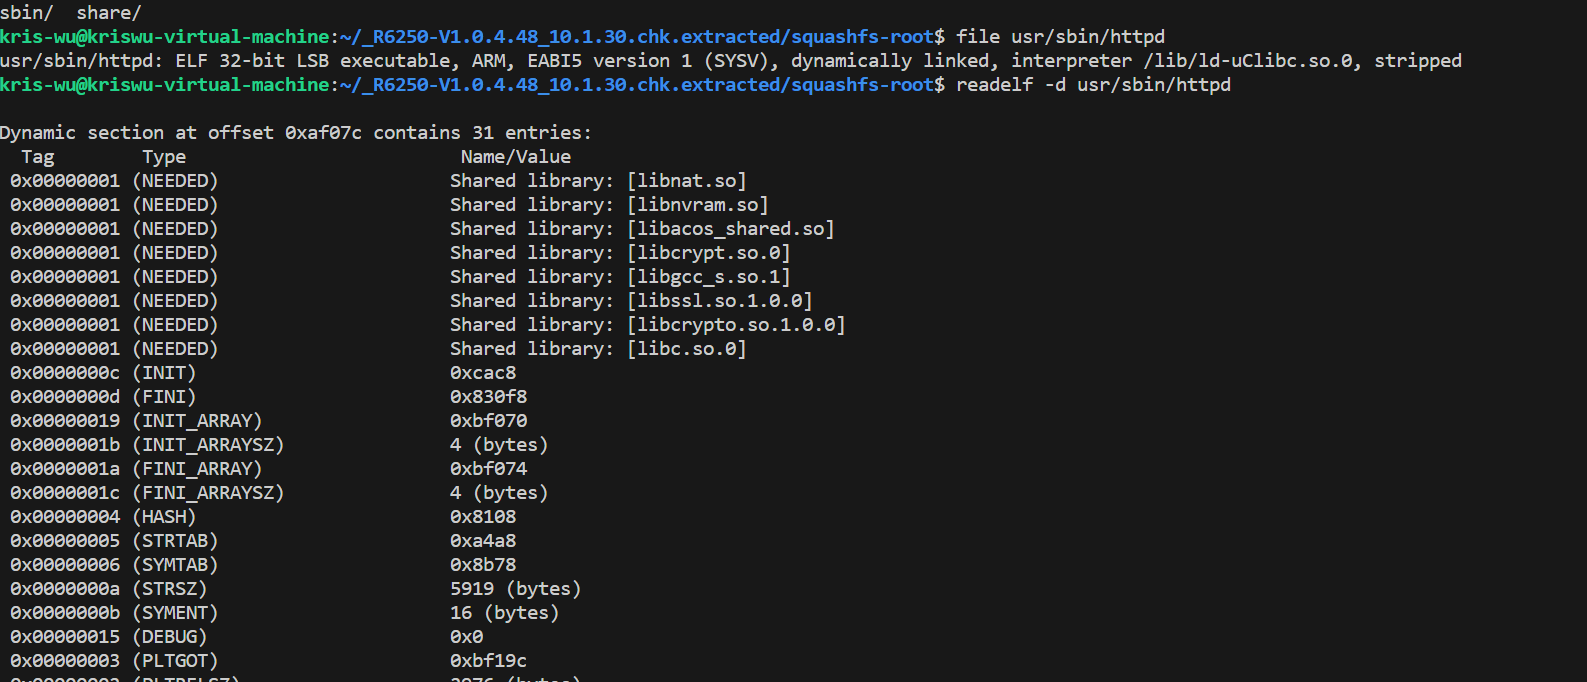 sbin/  share/
kris-wu@kriswu-virtual-machine:~/_R6250-V1.0.4.48_10.1.30.chk.extracted/squashfs-root$ file usr/sbin/httpd
usr/sbin/httpd: ELF 32-bit LSB executable, ARM, EABI5 version 1 (SYSV), dynamically linked, interpreter /lib/ld-uClibc.so.0, stripped
kris-wu@kriswu-virtual-machine:~/_R6250-V1.0.4.48_10.1.30.chk.extracted/squashfs-root$ readelf -d usr/sbin/httpd
Dynamic section at offset 0xaf07c contains 31 entries:
  Tag        Type                         Name/Value
 0x00000001 (NEEDED)                     Shared library: [libnat.so]
 0x00000001 (NEEDED)                     Shared library: [libnvram.so]
 0x00000001 (NEEDED)                     Shared library: [libacos_shared.so]
 0x00000001 (NEEDED)                     Shared library: [libcrypt.so.0]
 0x00000001 (NEEDED)                     Shared library: [libgcc_s.so.1]
 0x00000001 (NEEDED)                     Shared library: [libssl.so.1.0.0]
 0x00000001 (NEEDED)                     Shared library: [libcrypto.so.1.0.0]
 0x00000001 (NEEDED)                     Shared library: [libc.so.0]
 0x0000000c (INIT)                       0xcac8
 0x0000000d (FINI)                       0x830f8
 0x00000019 (INIT_ARRAY)                 0xbf070
 0x0000001b (INIT_ARRAYSZ)               4 (bytes)
 0x0000001a (FINI_ARRAY)                 0xbf074
 0x0000001c (FINI_ARRAYSZ)               4 (bytes)
 0x00000004 (HASH)                       0x8108
 0x00000005 (STRTAB)                     0xa4a8
 0x00000006 (SYMTAB)                     0x8b78
 0x0000000a (STRSZ)                      5919 (bytes)
 0x0000000b (SYMENT)                     16 (bytes)
 0x00000015 (DEBUG)                      0x0
 0x00000003 (PLTGOT)                     0xbf19c